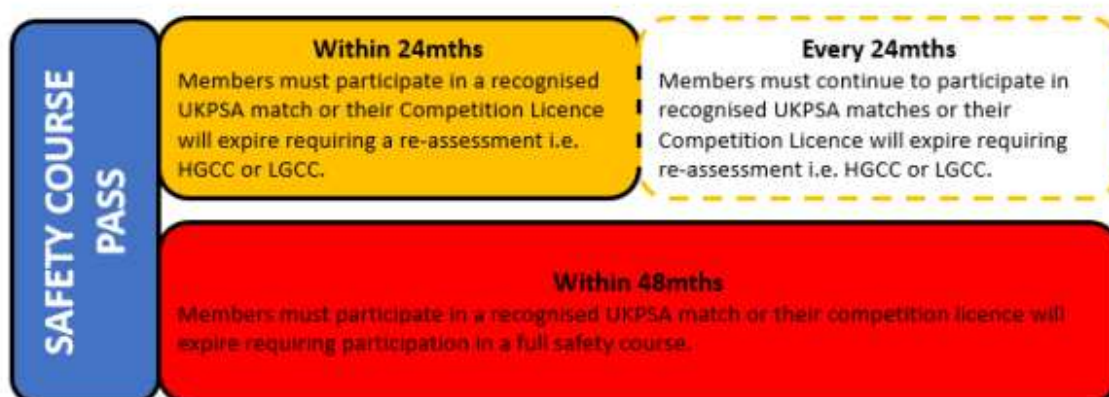 SAFETY COURSE
PASS
Within 24mths
Members must participate in a recognised
UKPSA match or their Competition Licence
will expire requiring a re-assessment i.e.
HGCC or LGCC.
Every 24mths
Members must continue to participate in
recognised UKPSA matches or their
Competition Licence will expire requiring
re-assessment i.e. HGCC or LGCC.
Within 48mths
Members must participate in a recognised UKPSA match or their competition licence will
expire requiring participation in a full safety course.